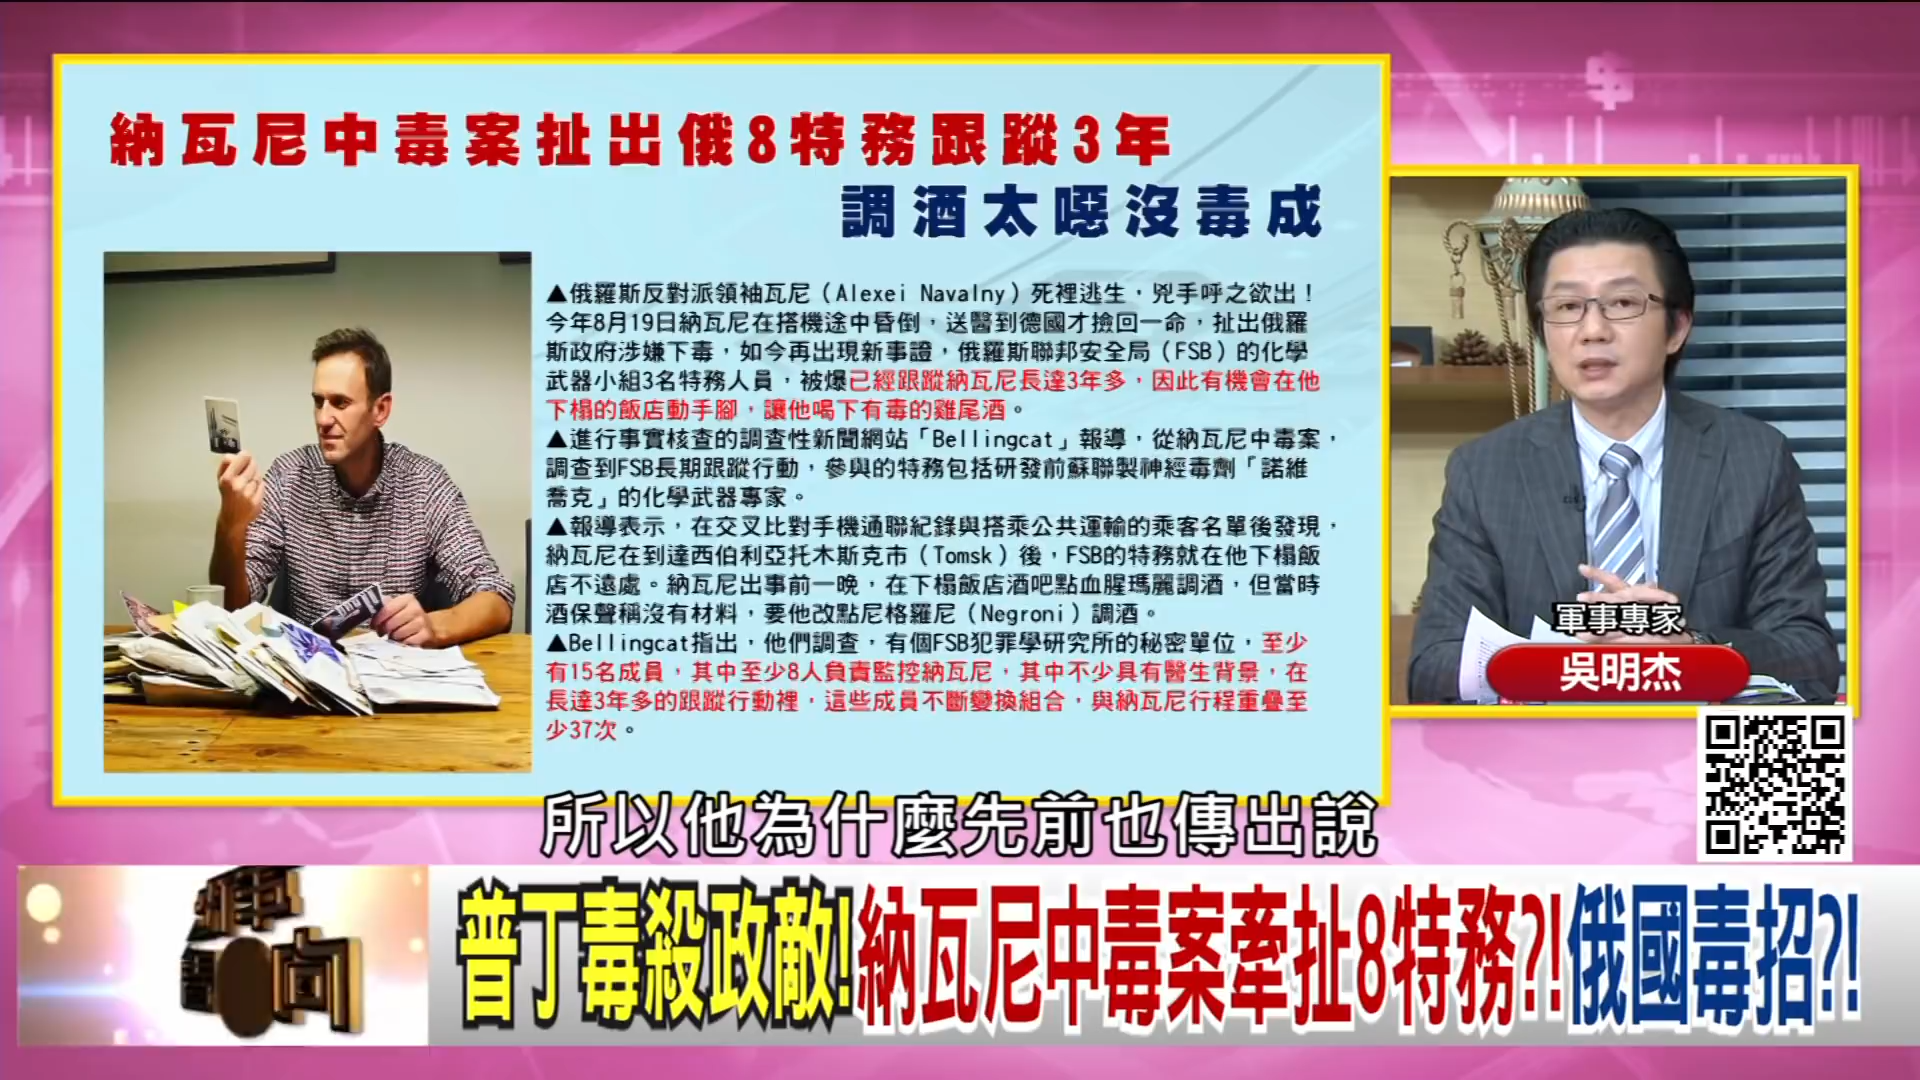 納瓦尼中毒案扯出俄8特務跟蹤3年
調酒太噁沒毒成
▲俄羅斯反對派領袖瓦尼（Alexei Navalny）死裡逃生，兇手呼之欲出！
今年8月19日納瓦尼在搭機途中昏倒，送醫到德國才撿回一命，扯出俄羅
斯政府涉嫌下毒，如今再出現新事證，俄羅斯聯邦安全局（FSB）的化學
武器小組3名特務人員，被爆已經跟蹤納瓦尼長達3年多，因此有機會在他
下榻的飯店動手腳，讓他喝下有毒的雞尾酒。
▲進行事實核查的調查性新聞網站「Bellingcat」報導，從納瓦尼中毒案，
調查到FSB長期跟蹤行動，參與的特務包括研發前蘇聯製神經毒劑「諾維
喬克」的化學武器專家。
▲報導表示，在交叉比對手機通聯紀錄與搭乘公共運輸的乘客名單後發現，
納瓦尼在到達西伯利亞托木斯克市（Tomsk）後，FSB的特務就在他下榻飯
店不遠處。納瓦尼出事前一晚，在下榻飯店酒吧點血腥瑪麗調酒，但當時
酒保聲稱沒有材料，要他改點尼格羅尼（Negroni）調酒。
▲Bellingcat指出，他們調查，有個FSB犯罪學研究所的秘密單位，至少
有15名成員，其中至少8人負責監控納瓦尼，其中不少具有醫生背景，在
長達3年多的跟蹤行動裡，這些成員不斷變換組合，與納瓦尼行程重疊至
少37次。
軍事專家
吳明杰
所以他為什麼先前也傳出說
普丁毒殺政敵!納瓦尼中毒案牽扯8特務?!俄國毒招?!
向